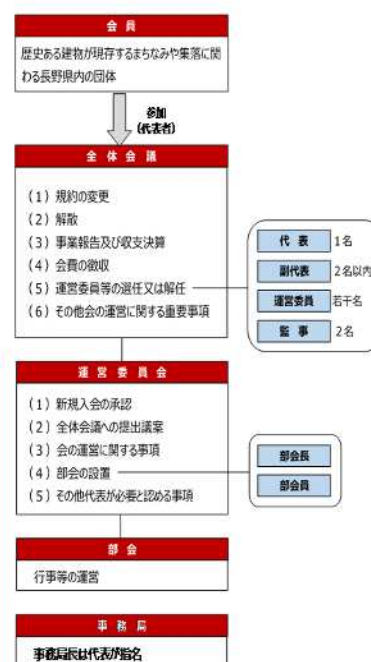 会員
歴史ある建物が現存するまちなみや集落に関
わる長野県内の団体
参加
(代表者)
全体会議
(1) 規約の変更
(2) 解散
(3) 事業報告及び収支決算
(4) 会費の徴収
(5) 運営委員等の選任又は解任
(6) その他会の運営に関する重要事項
代表 1名
副代表 2名以内
運営委員 若干名
監事 2名
運営委員会
(1) 新規入会の承認
(2) 全体会議への提出議案
(3) 会の運営に関する事項
(4) 部会の設置
(5) その他代表が必要と認める事項
部会長
部会員
部会
行事等の運営
事務局
事務局長は代表が指名